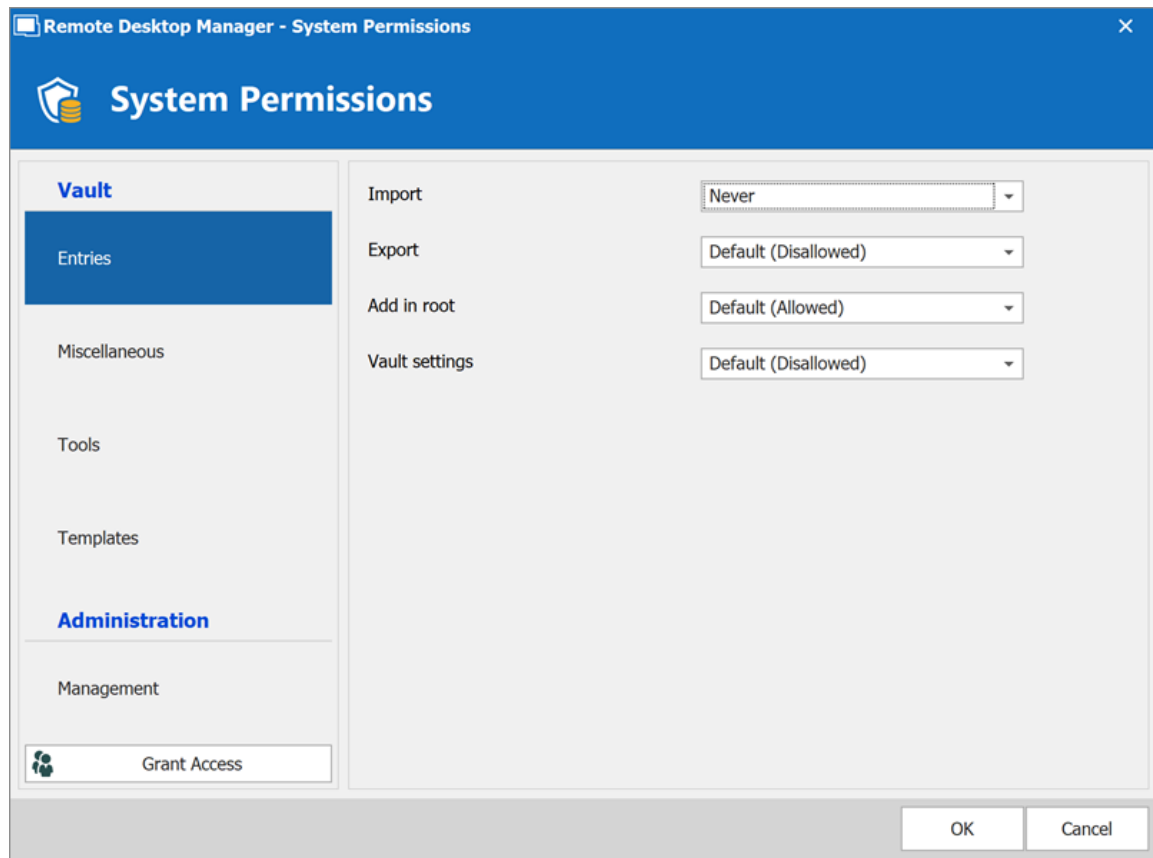 Remote Desktop Manager - System Permissions
System Permissions
Vault
Entries
Miscellaneous
Tools
Templates
Administration
Management
Grant Access
Import
Never
Export
Default (Disallowed)
Add in root
Default (Allowed)
Vault settings
Default (Disallowed)
OK
Cancel